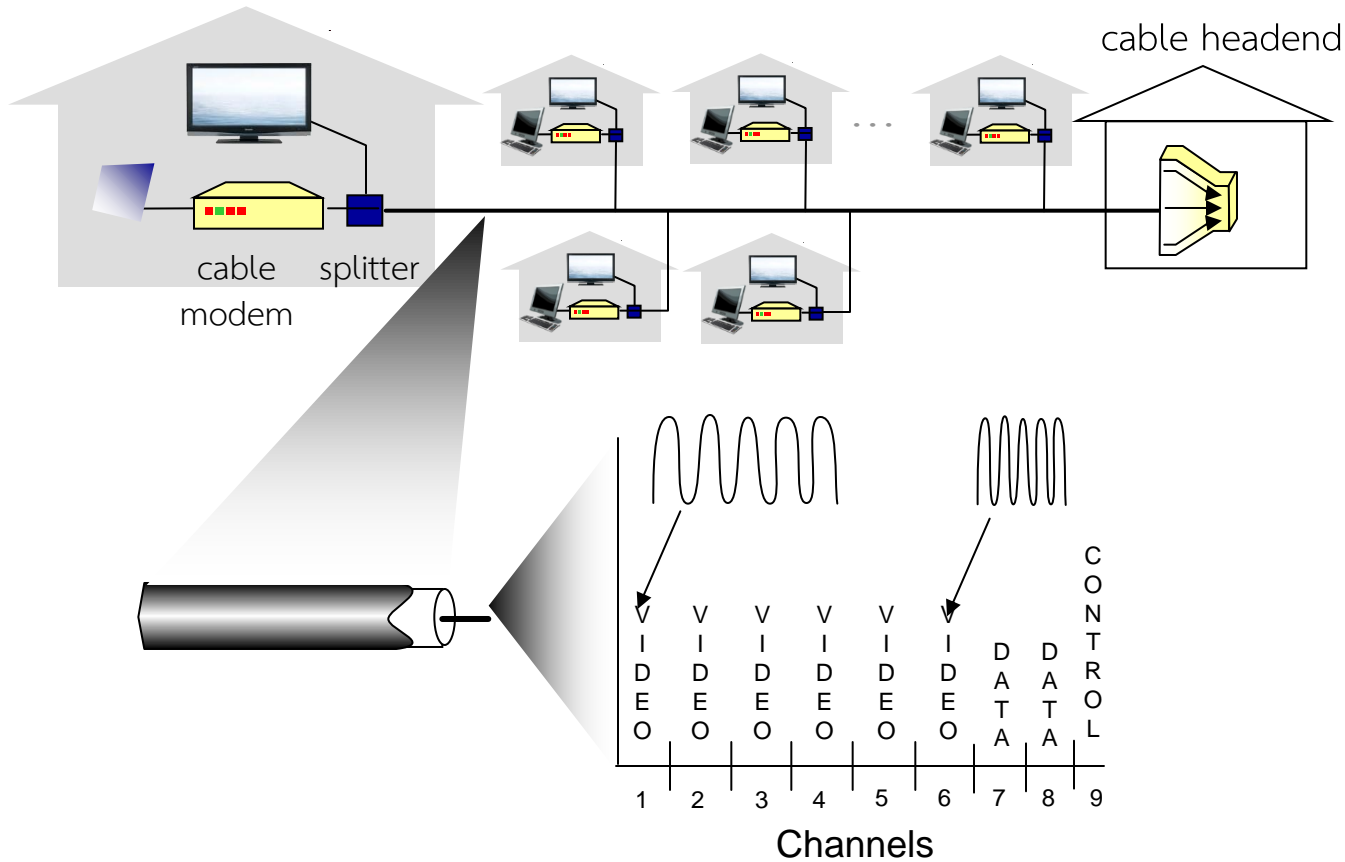 cable headend
cable
modem
splitter
. . .
VIDEO
VIDEO
VIDEO
VIDEO
VIDEO
VIDEO
DATA
DATA
CONTROL
1 2 3 4 5 6 7 8 9
Channels